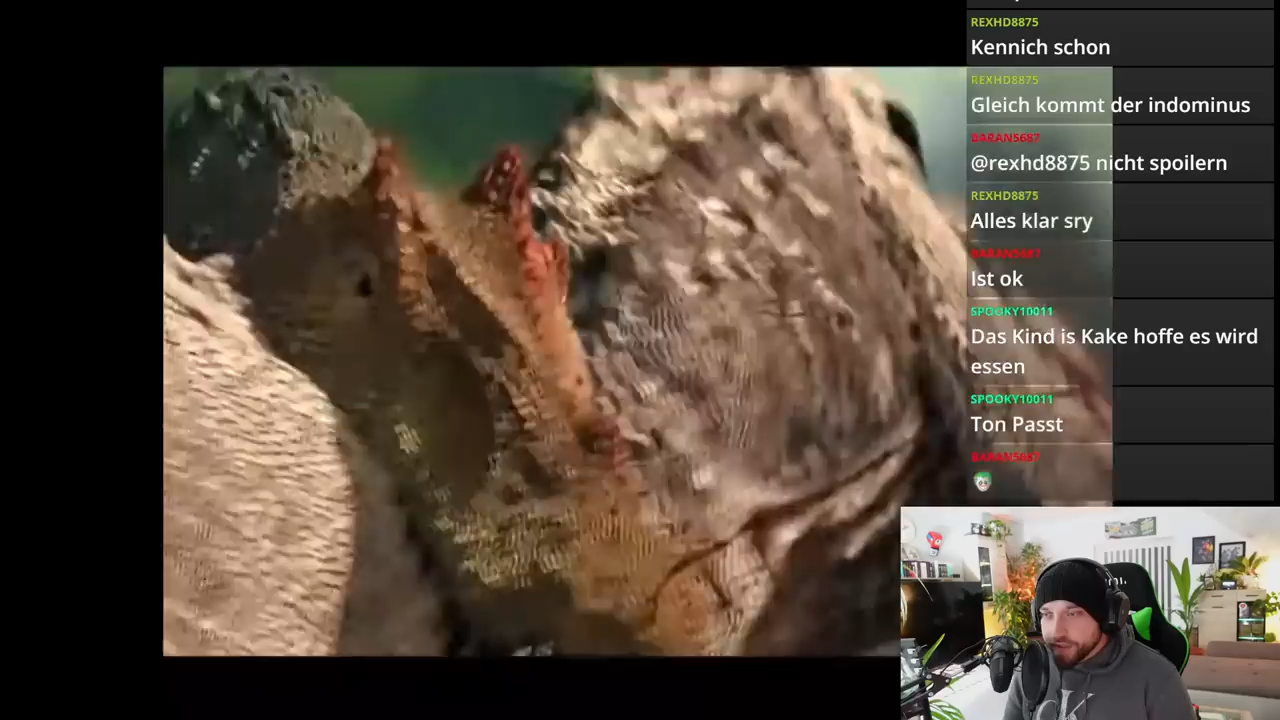 REXHD8875
Kennich schon
REXHD8875
Gleich kommt der indominus
BARAN5687
@rexhd8875 nicht spoilern
REXHD8875
Alles klar sry
BARAN5687
Ist ok
SPOOKY10011
Das Kind is Kake hoffe es wird
essen
SPOOKY10011
Ton Passt
BARAN5687